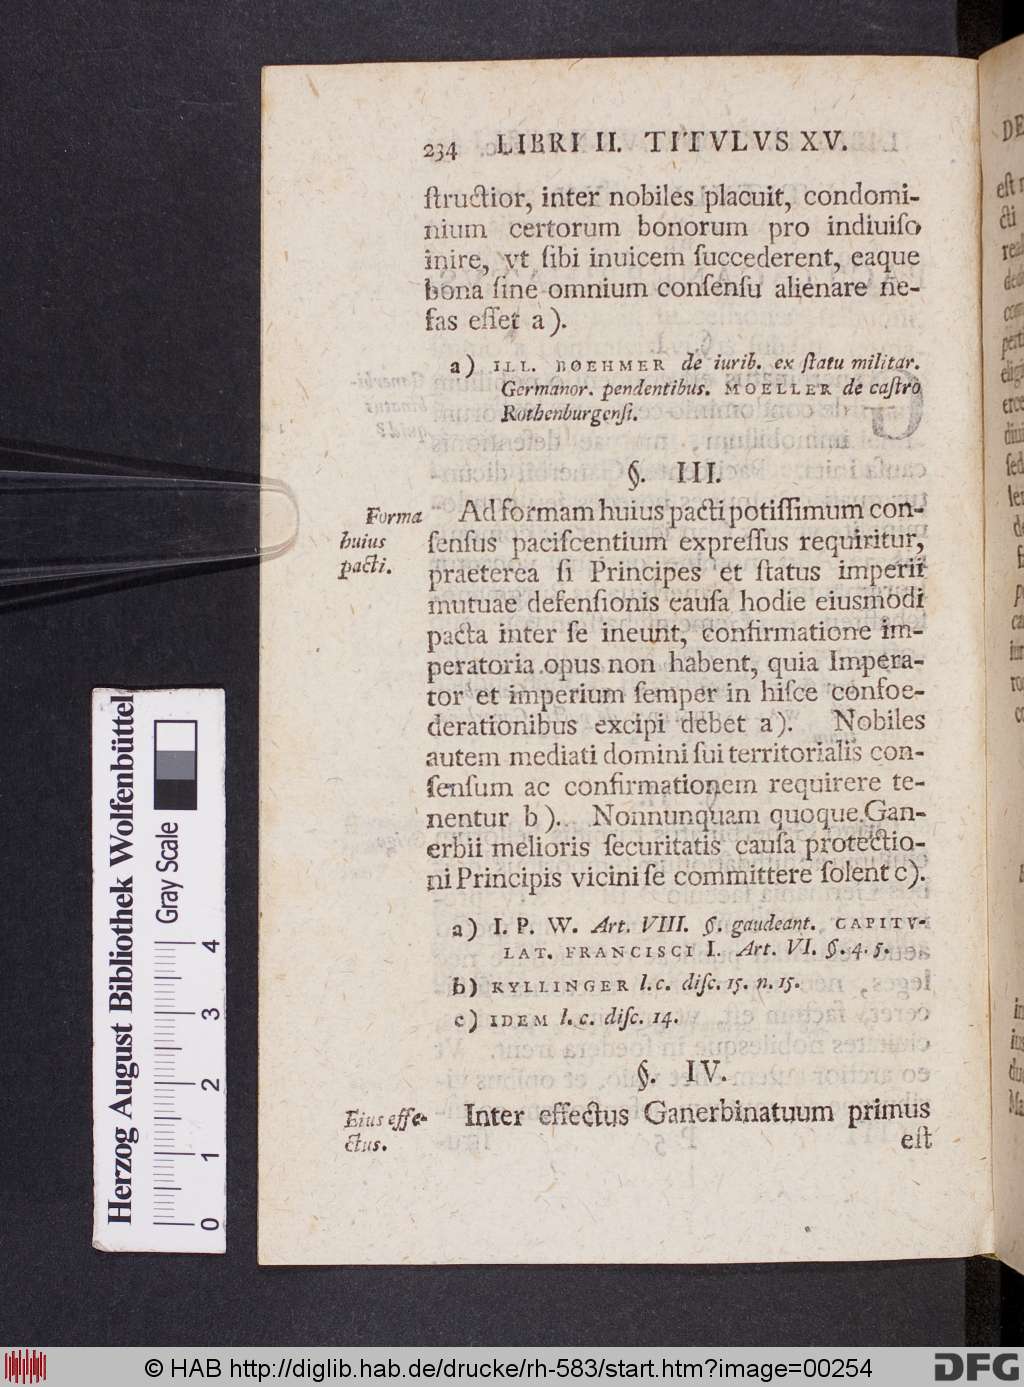 234 LIBRI II. TITVLVS XV.
ſtructior, inter nobiles placuit, condomi-
nium certorum bonorum pro indiuiſo
inire, vt ſibi inuicem ſuccederent, eaque
bona ſine omnium conſenſu alienare ne-
fas eſſet a).
a) ILL. BOEHMER de iurib. ex ſtatu militar.
Germanor. pendentibus. MOELLER de caſtro
Rothenburgenſi.
§. III.
Forma
huius
pacti.
Ad formam huius pacti potiſſimum con-
ſenſus paciſcentium expreſſus requiritur,
praeterea ſi Principes et ſtatus imperii
mutuae defenſionis cauſa hodie eiusmodi
pacta inter ſe ineunt, confirmatione im-
peratoria opus non habent, quia Impera-
tor et imperium ſemper in hiſce confoe-
derationibus excipi debet a). Nobiles
autem mediati domini ſui territorialis con-
ſenſum ac confirmationem requirere te-
nentur b). Nonnunquam quoque Gan-
erbii melioris ſecuritatis cauſa protectio-
ni Principis vicini ſe committere ſolent c).
a) I. P. W. Art. VIII. §. gaudeant. CAPITV-
LAT. FRANCISCI I. Art. VI. §. 4. 5.
b) KYLLINGER l. c. diſc. 15. n. 15.
c) IDEM l. c. diſc. 14.
§. IV.
Eius effe-
ctus.
Inter effectus Ganerbinatuum primus
eſt
Herzog August Bibliothek Wolfenbüttel
Gray Scale
0 1 2 3 4
© HAB http://diglib.hab.de/drucke/rh-583/start.htm?image=00254
DFG